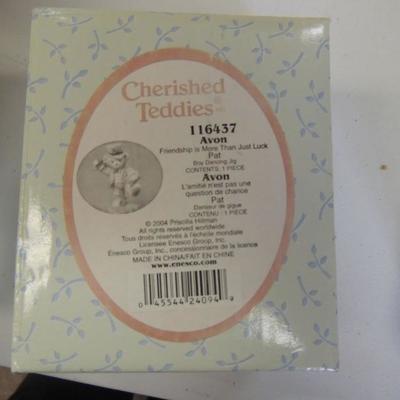 Cherished
Teddies®
116437
Avon
Friendship is More Than Just Luck
Pat
Boy Dancing Jig
CONTENTS: 1 PIECE
Avon
L'amitié n'est pas une
question de chance
Pat
Danseur de gigue
CONTENU : 1 PIÈCE
© 2004 Priscilla Hillman
All rights reserved worldwide
Tous droits réservés à l'échelle mondiale
Licensee Enesco Group, Inc.
Enesco Group, Inc., concessionnaire de la licence
MADE IN CHINA/FAIT EN CHINE
www.enesco.com
0 45544 24094 9